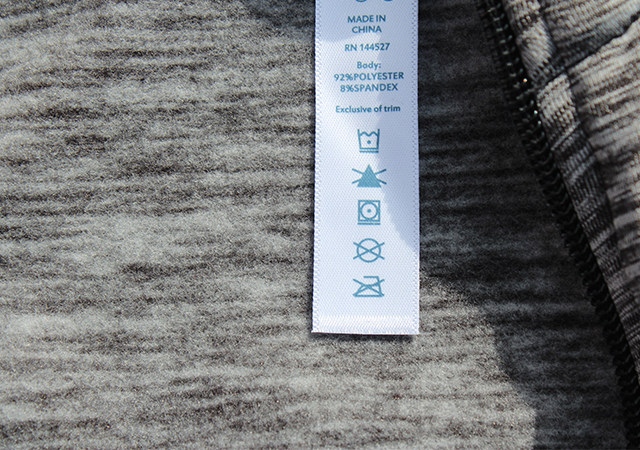 MADE IN
CHINA
RN 144527
Body:
92%POLYESTER
8%SPANDEX
Exclusive of trim